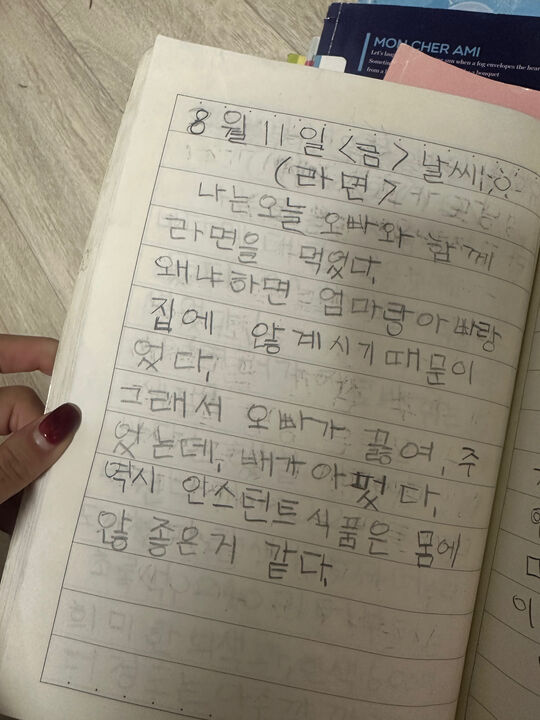 MON CHER AMI
8월 11일 <금> 날씨;
(라면)
나는 오늘 오빠와 함께
라면을 먹었다,
왜냐하면 엄마랑아빠랑
집에 않계시기때문이
었다,
그래서 오빠가 끓여,주
었는데, 배가아펐다,
역시 인스턴트식품은 몸에
않좋은거 같다,
이